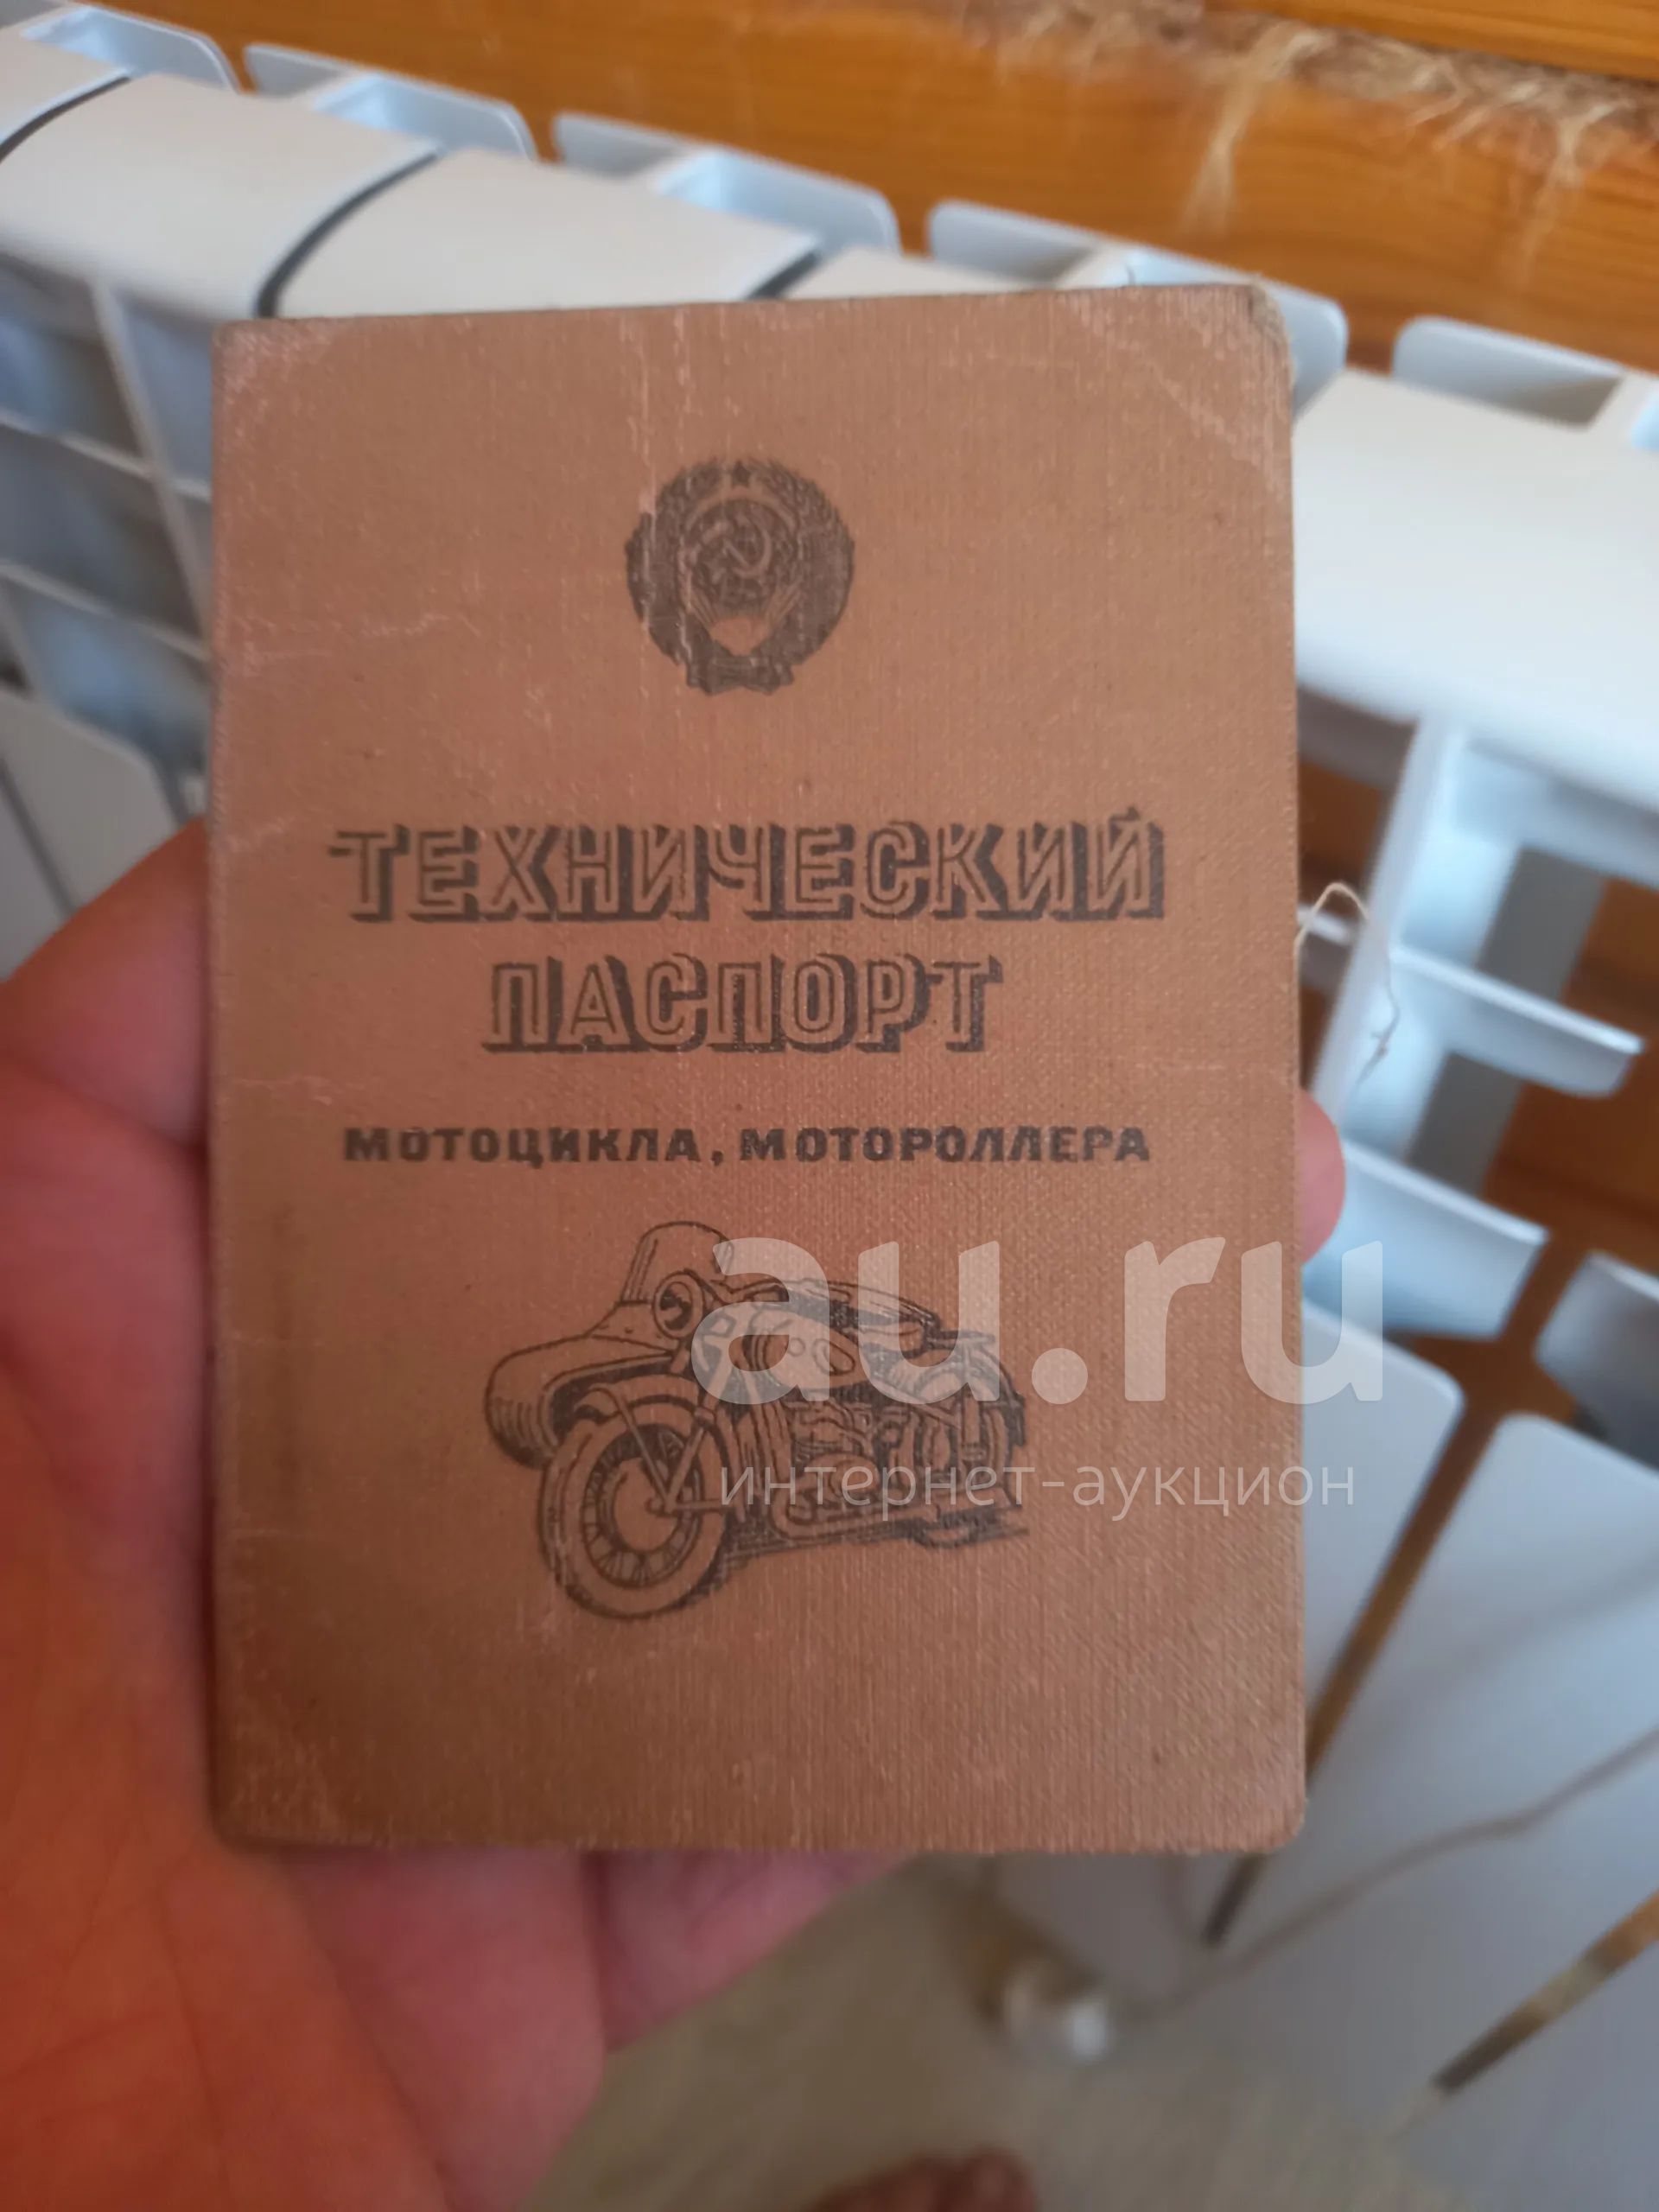 ТЕХНИЧЕСКИЙ
ПАСПОРТ
МОТОЦИКЛА, МОТОРОЛЛЕРА
au.ru
интернет-аукцион